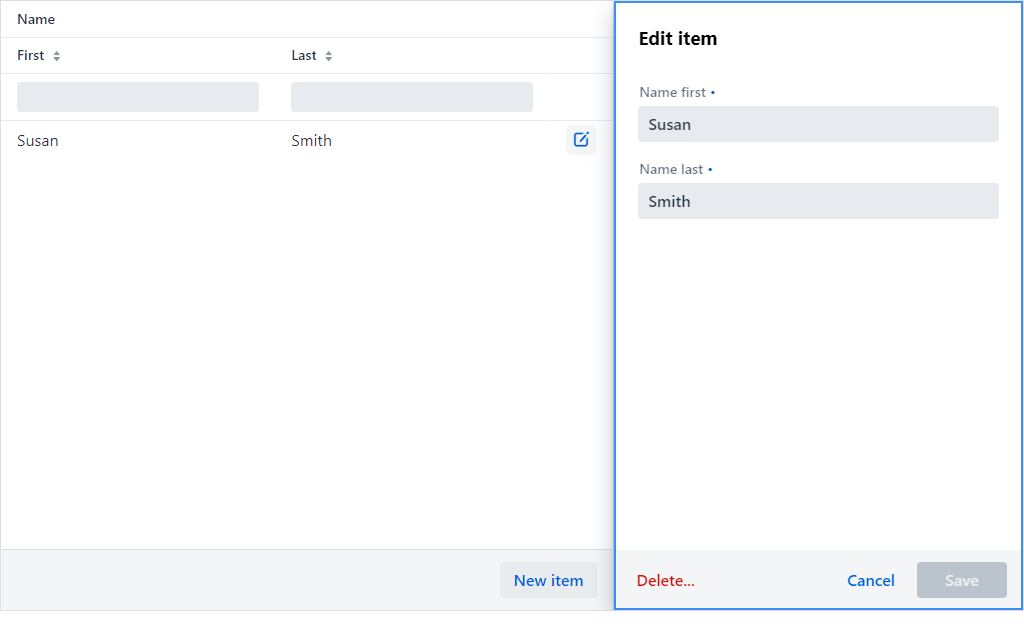 Name
First
Last
Susan
Smith
New item
Edit item
Name first •
Susan
Name last •
Smith
Delete...
Cancel
Save